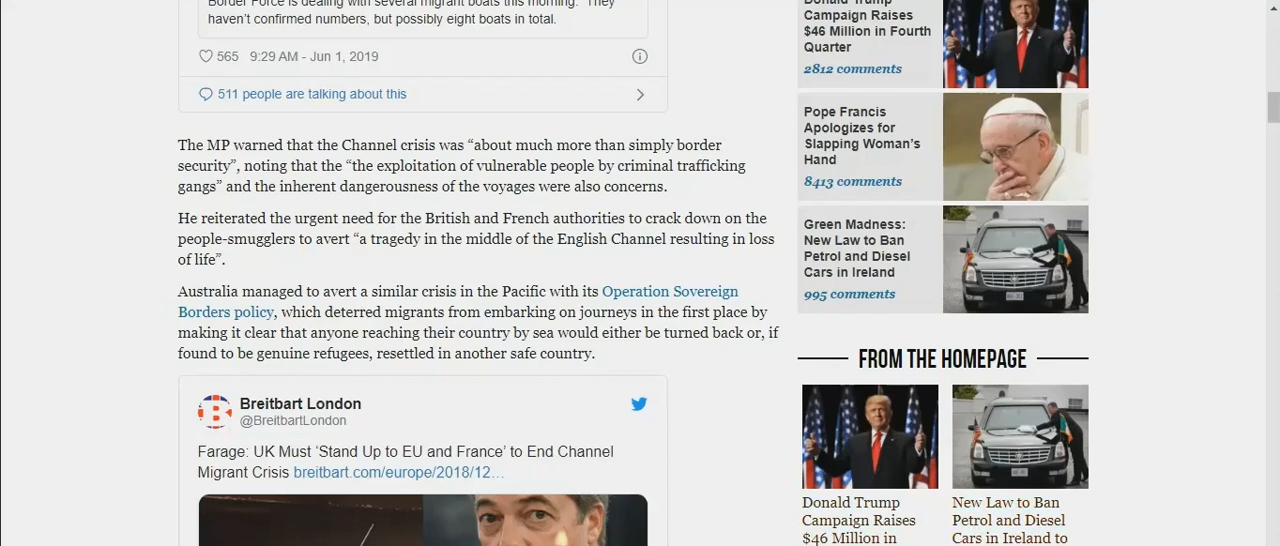 Border Force is dealing with several migrant boats this morning. They
haven't confirmed numbers, but possibly eight boats in total.
565 9:29 AM - Jun 1, 2019
511 people are talking about this
The MP warned that the Channel crisis was “about much more than simply border
security”, noting that the “the exploitation of vulnerable people by criminal trafficking
gangs” and the inherent dangerousness of the voyages were also concerns.
He reiterated the urgent need for the British and French authorities to crack down on the
people-smugglers to avert “a tragedy in the middle of the English Channel resulting in loss
of life”.
Australia managed avert a similar crisis in the Pacific with its Operation Sovereign
Borders policy, which deterred migrants from embarking on journeys in the first place by
making it clear that anyone reaching their country by sea would either be turned back or, if
found to be genuine refugees, resettled in another safe country.
Breitbart London
@BreitbartLondon
Farage: UK Must ‘Stand Up to EU and France’ to End Channel
Migrant Crisis breitbart.com/europe/2018/12…
Donald Trump
Campaign Raises
$46 Million in Fourth
Quarter
2812 comments
Pope Francis
Apologizes for
Slapping Woman’s
Hand
8413 comments
Green Madness:
New Law to Ban
Petrol and Diesel
Cars in Ireland
995 comments
FROM THE HOMEPAGE
Donald Trump
Campaign Raises
$46 Million in
New Law to Ban
Petrol and Diesel
Cars in Ireland to